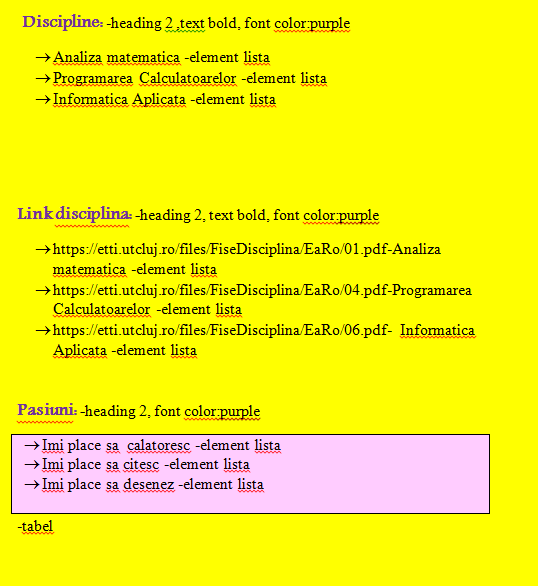 Discipline: -heading 2 ,text bold, font color:purple
→Analiza matematica -element lista
→Programarea Calculatoarelor -element lista
→Informatica Aplicata -element lista
Link disciplina: -heading 2, text bold, font color:purple
→https://etti.utcluj.ro/files/FiseDisciplina/EaRo/01.pdf-Analiza
matematica -element lista
→https://etti.utcluj.ro/files/FiseDisciplina/EaRo/04.pdf-Programarea
Calculatoarelor -element lista
→https://etti.utcluj.ro/files/FiseDisciplina/EaRo/06.pdf- Informatica
Aplicata -element lista
Pasiuni: -heading 2, font color:purple
→Imi place sa calatoresc -element lista
→Imi place sa citesc -element lista
→Imi place sa desenez -element lista
-tabel